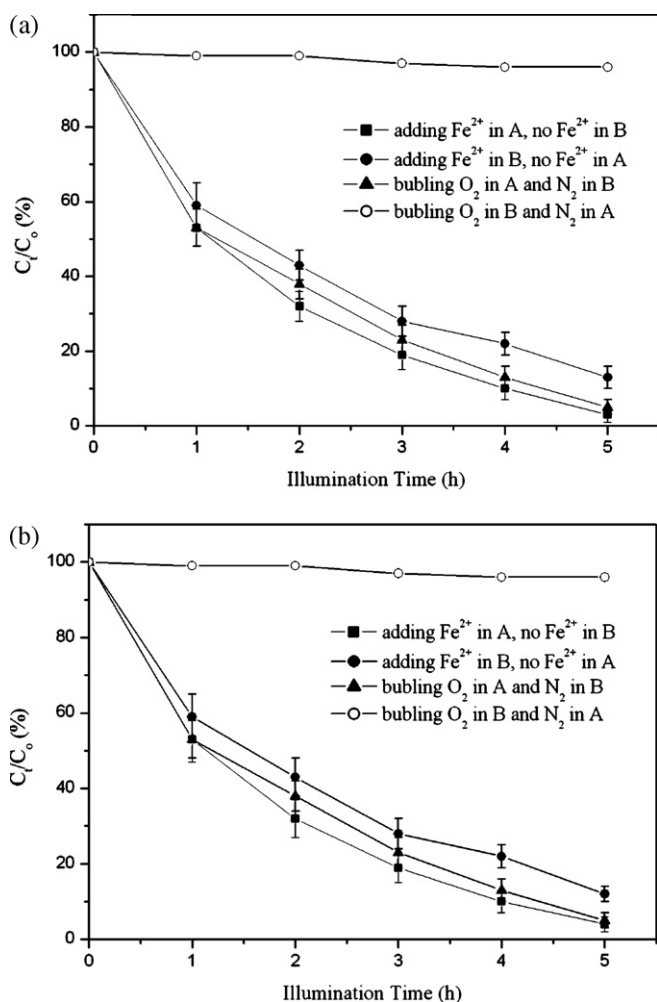 (a)
100
80
60
40
20
0
C_t/C_o (%)
adding Fe²⁺ in A, no Fe²⁺ in B
adding Fe²⁺ in B, no Fe²⁺ in A
bubling O₂ in A and N₂ in B
bubling O₂ in B and N₂ in A
0 1 2 3 4 5
Illumination Time (h)
(b)
100
80
60
40
20
0
C_t/C_o (%)
adding Fe²⁺ in A, no Fe²⁺ in B
adding Fe²⁺ in B, no Fe²⁺ in A
bubling O₂ in A and N₂ in B
bubling O₂ in B and N₂ in A
0 1 2 3 4 5
Illumination Time (h)